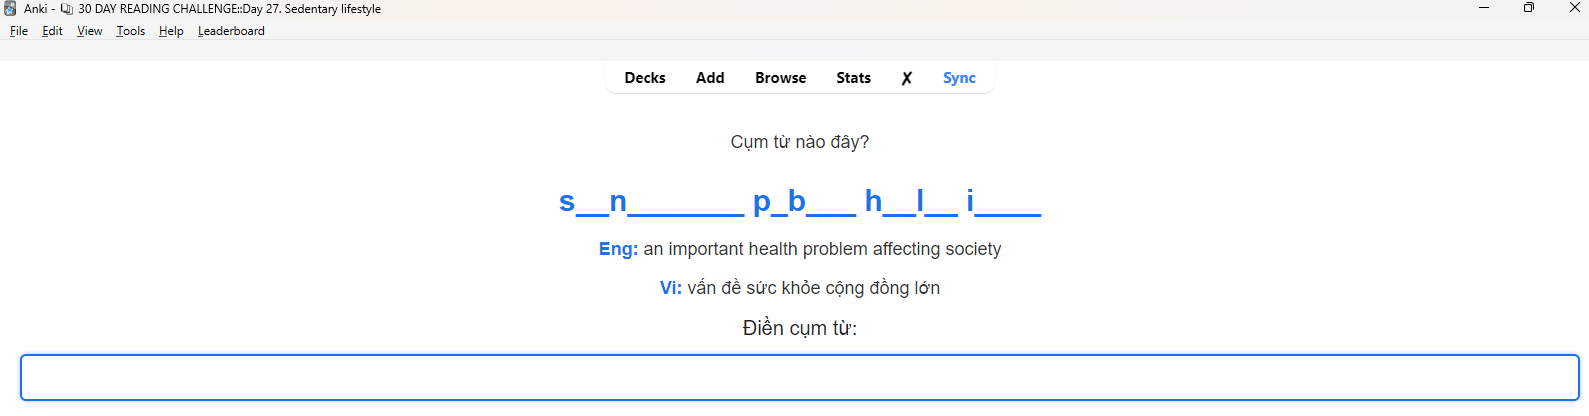 Anki - 30 DAY READING CHALLENGE::Day 27. Sedentary lifestyle
File Edit View Tools Help Leaderboard
Decks Add Browse Stats ✗ Sync
Cụm từ nào đây?
s__n_______ p_b___ h__l__ i____
Eng: an important health problem affecting society
Vi: vấn đề sức khỏe cộng đồng lớn
Điền cụm từ: